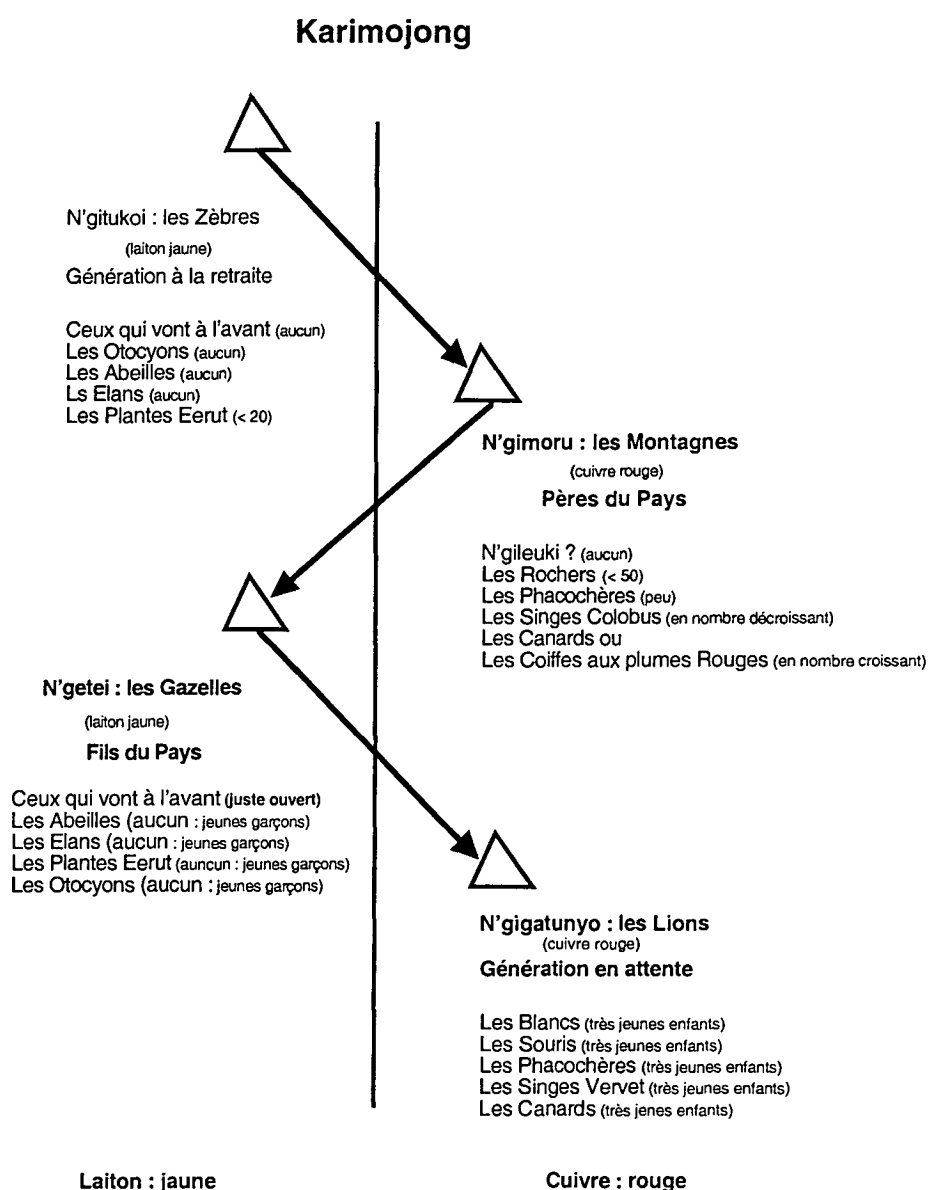 Karimojong
N'gitukoi : les Zèbres
(laiton jaune)
Génération à la retraite
Ceux qui vont à l'avant (aucun)
Les Otocyons (aucun)
Les Abeilles (aucun)
Ls Elans (aucun)
Les Plantes Eerut (< 20)
N'gimoru : les Montagnes
(cuivre rouge)
Pères du Pays
N'gileuki ? (aucun)
Les Rochers (< 50)
Les Phacochères (peu)
Les Singes Colobus (en nombre décroissant)
Les Canards ou
Les Coiffes aux plumes Rouges (en nombre croissant)
N'getei : les Gazelles
(laiton jaune)
Fils du Pays
Ceux qui vont à l'avant (juste ouvert)
Les Abeilles (aucun : jeunes garçons)
Les Elans (aucun : jeunes garçons)
Les Plantes Eerut (auncun : jeunes garçons)
Les Otocyons (aucun : jeunes garçons)
N'gigatunyo : les Lions
(cuivre rouge)
Génération en attente
Les Blancs (très jeunes enfants)
Les Souris (très jeunes enfants)
Les Phacochères (très jeunes enfants)
Les Singes Vervet (très jeunes enfants)
Les Canards (très jenes enfants)
Laiton : jaune
Cuivre : rouge